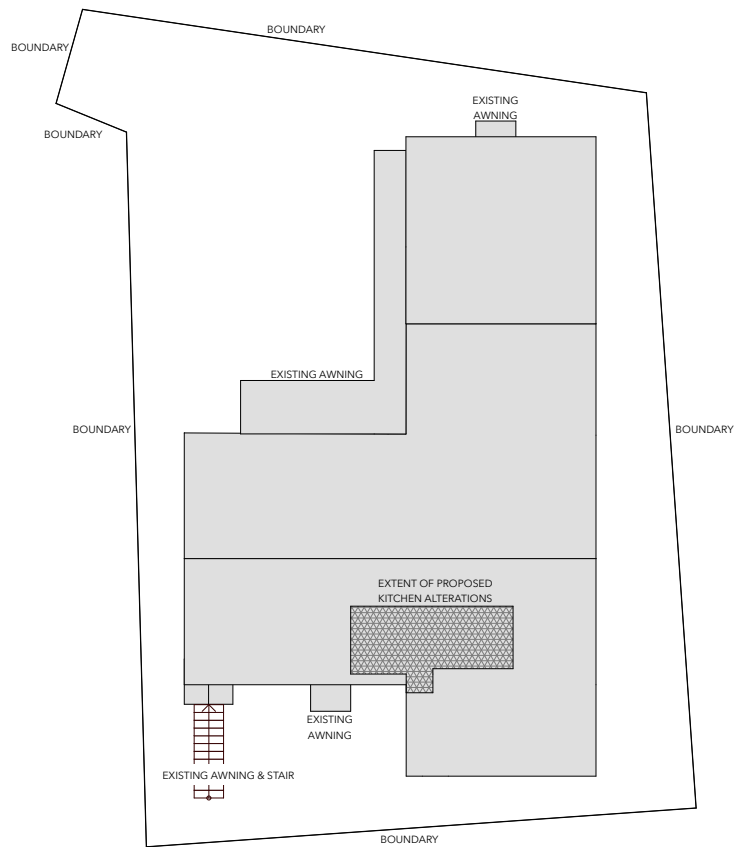 BOUNDARY
BOUNDARY
EXISTING
AWNING
BOUNDARY
EXISTING AWNING
BOUNDARY
BOUNDARY
EXTENT OF PROPOSED
KITCHEN ALTERATIONS
EXISTING
AWNING
EXISTING AWNING & STAIR
BOUNDARY